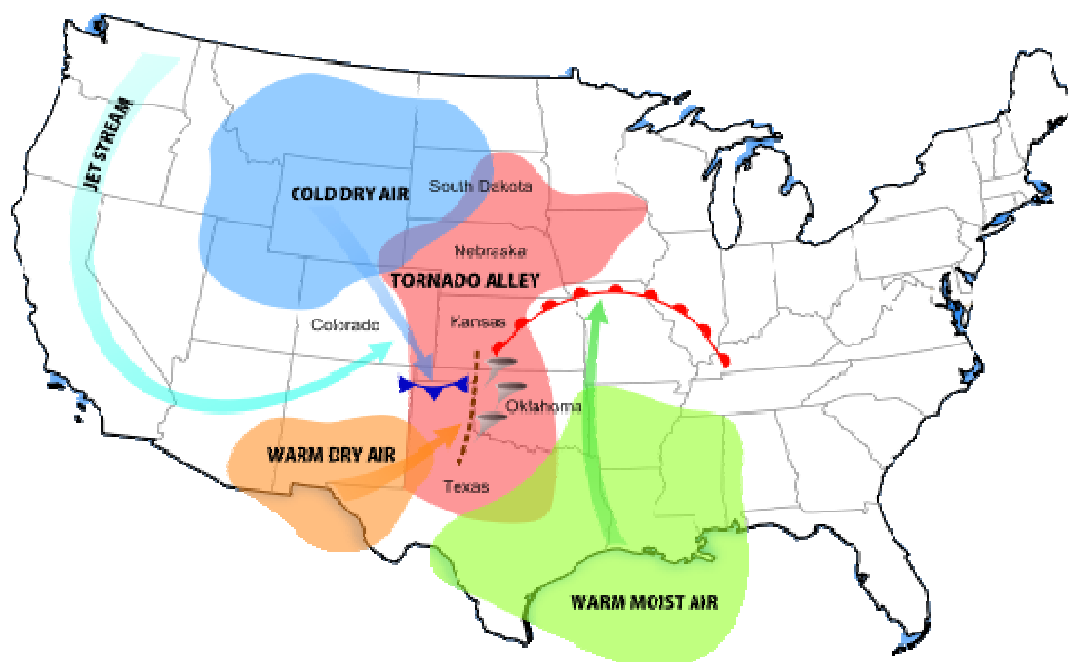 JET STREAM
COLD DRY AIR
South Dakota
Nebraska
TORNADO ALLEY
Colorado
Kansas
Oklahoma
WARM DRY AIR
Texas
WARM MOIST AIR